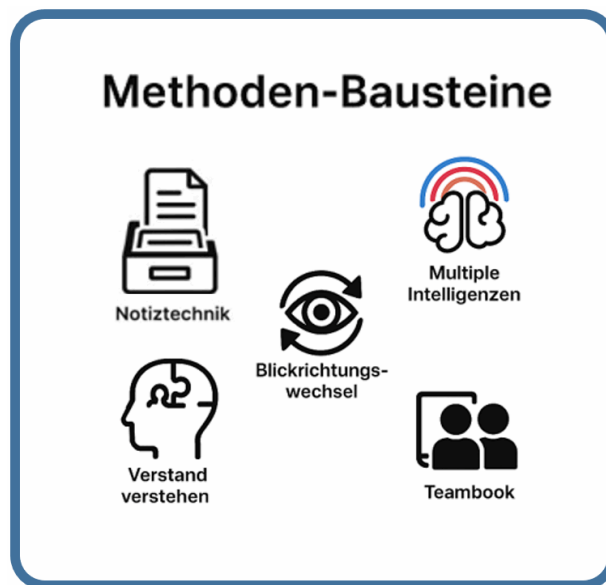 Methoden-Bausteine
Notiztechnik
Multiple
Intelligenzen
Blickrichtungs-
wechsel
Verstand
verstehen
Teambook